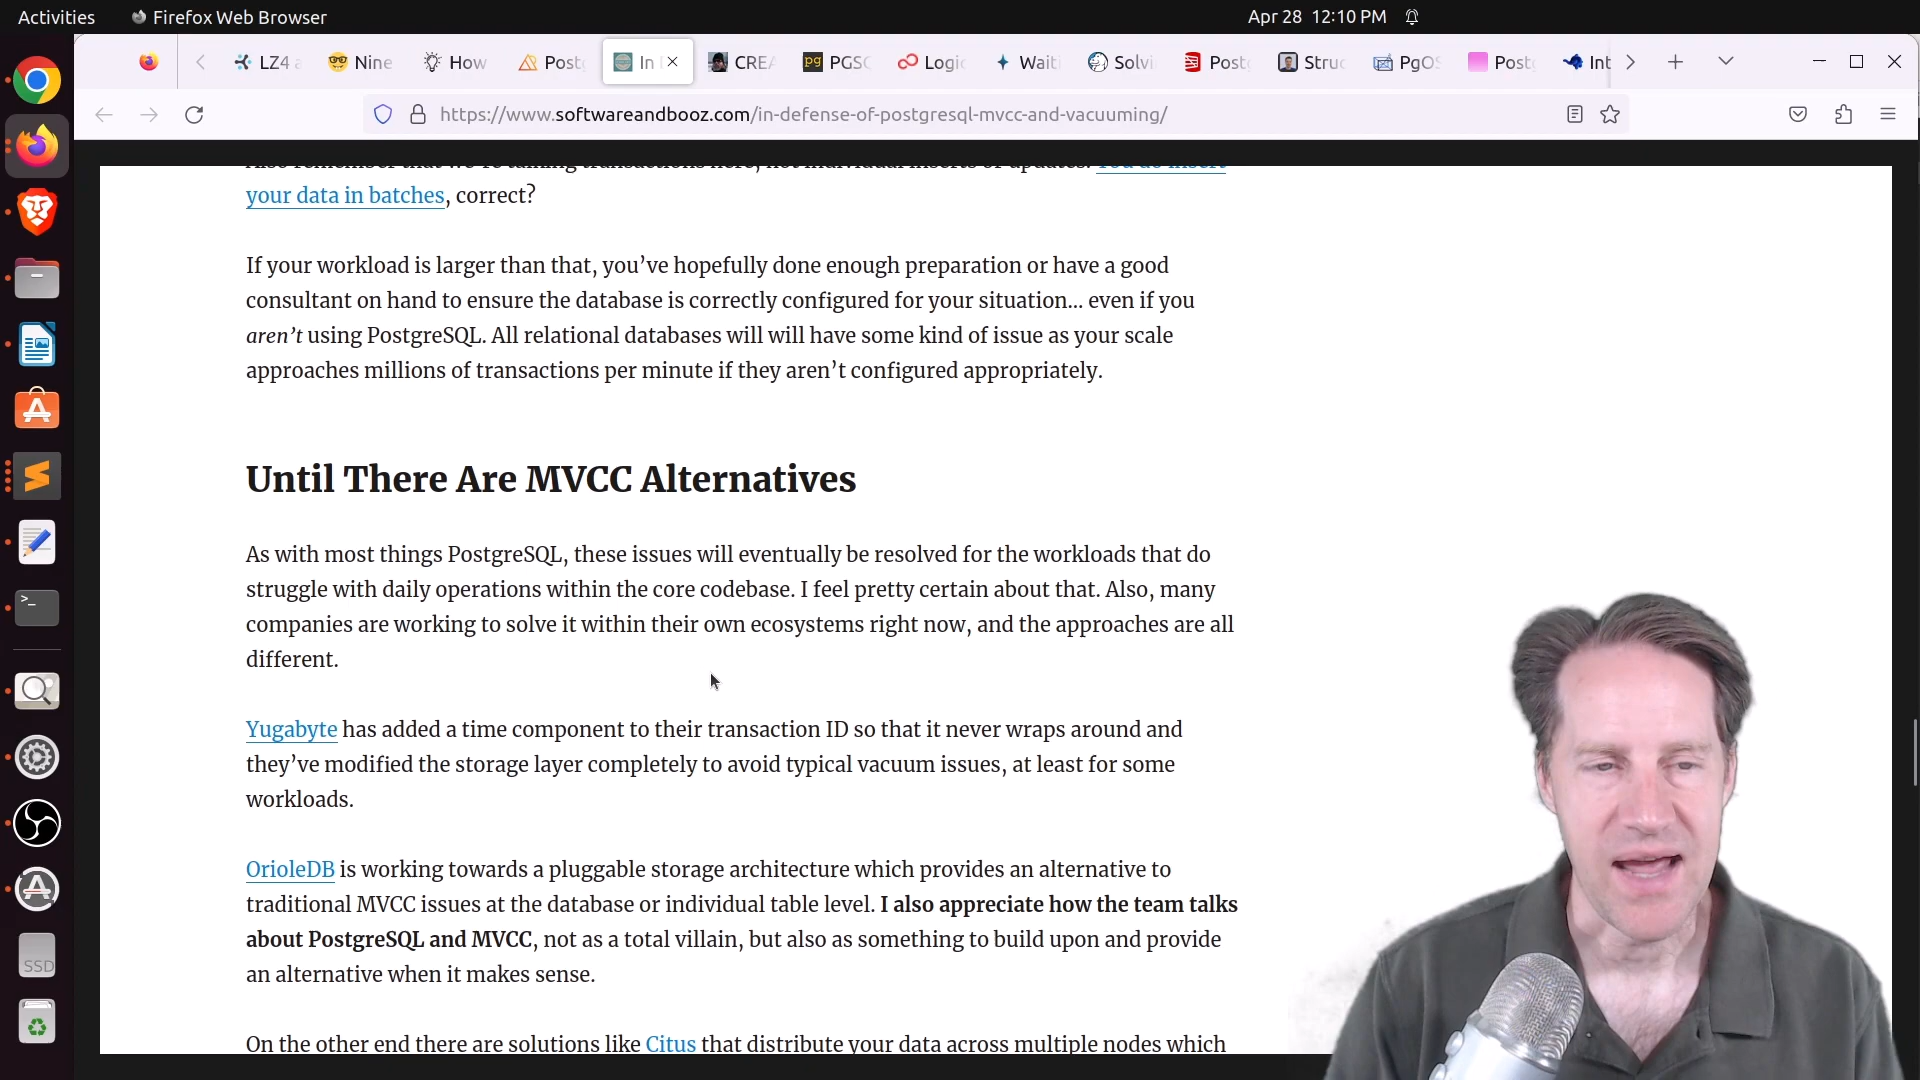 Activities
Firefox Web Browser
Apr 28 12:10 PM
LZ4 a
Nine
How
Postg
In
CREA
PGSQ
Logic
Waiti
Solvi
Postg
Struc
PgOS
Postg
Int
https://www.softwareandbooz.com/in-defense-of-postgresql-mvcc-and-vacuuming/
your data in batches, correct?
If your workload is larger than that, you’ve hopefully done enough preparation or have a good
consultant on hand to ensure the database is correctly configured for your situation… even if you
aren’t using PostgreSQL. All relational databases will will have some kind of issue as your scale
approaches millions of transactions per minute if they aren’t configured appropriately.
Until There Are MVCC Alternatives
As with most things PostgreSQL, these issues will eventually be resolved for the workloads that do
struggle with daily operations within the core codebase. I feel pretty certain about that. Also, many
companies are working to solve it within their own ecosystems right now, and the approaches are all
different.
Yugabyte has added a time component to their transaction ID so that it never wraps around and
they’ve modified the storage layer completely to avoid typical vacuum issues, at least for some
workloads.
OrioleDB is working towards a pluggable storage architecture which provides an alternative to
traditional MVCC issues at the database or individual table level. I also appreciate how the team talks
about PostgreSQL and MVCC, not as a total villain, but also as something to build upon and provide
an alternative when it makes sense.
On the other end there are solutions like Citus that distribute your data across multiple nodes which
SSD